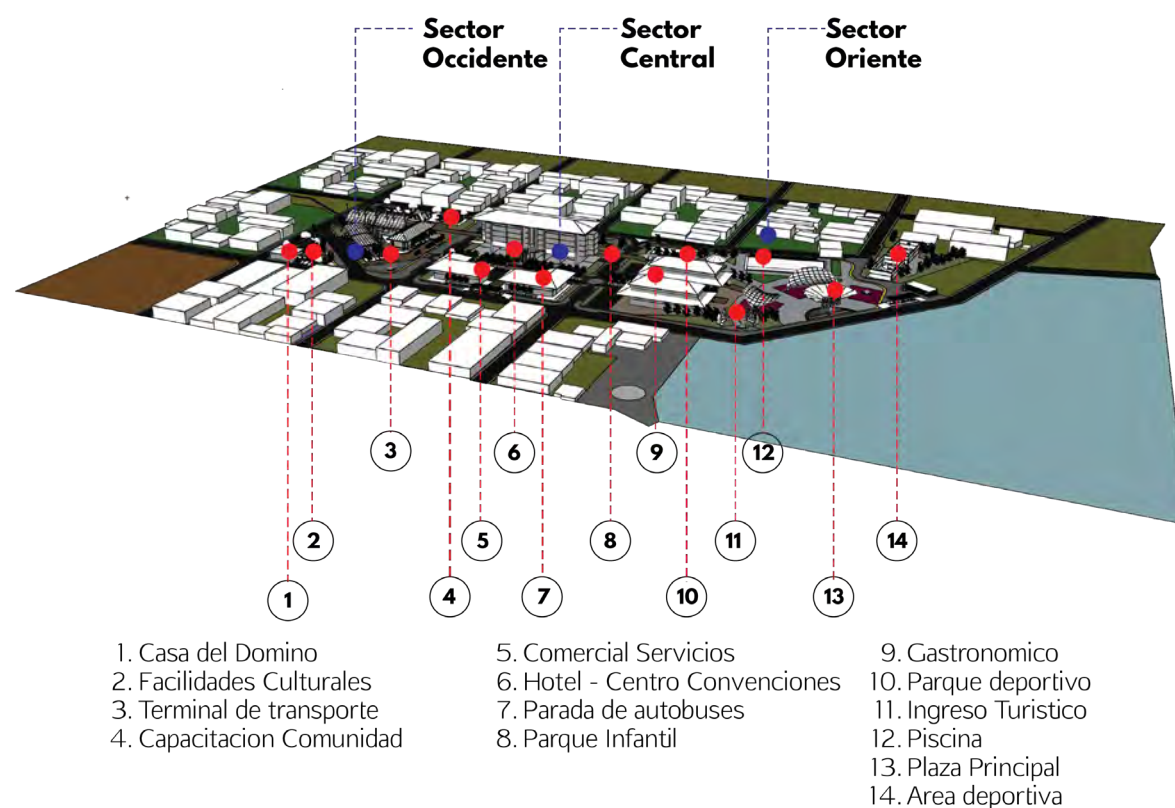 Sector
Occidente
Sector
Central
Sector
Oriente
3
6
9
12
2
5
8
11
14
1
4
7
10
13
1. Casa del Domino
2. Facilidades Culturales
3. Terminal de transporte
4. Capacitacion Comunidad
5. Comercial Servicios
6. Hotel - Centro Convenciones
7. Parada de autobuses
8. Parque Infantil
9. Gastronomico
10. Parque deportivo
11. Ingreso Turistico
12. Piscina
13. Plaza Principal
14. Area deportiva